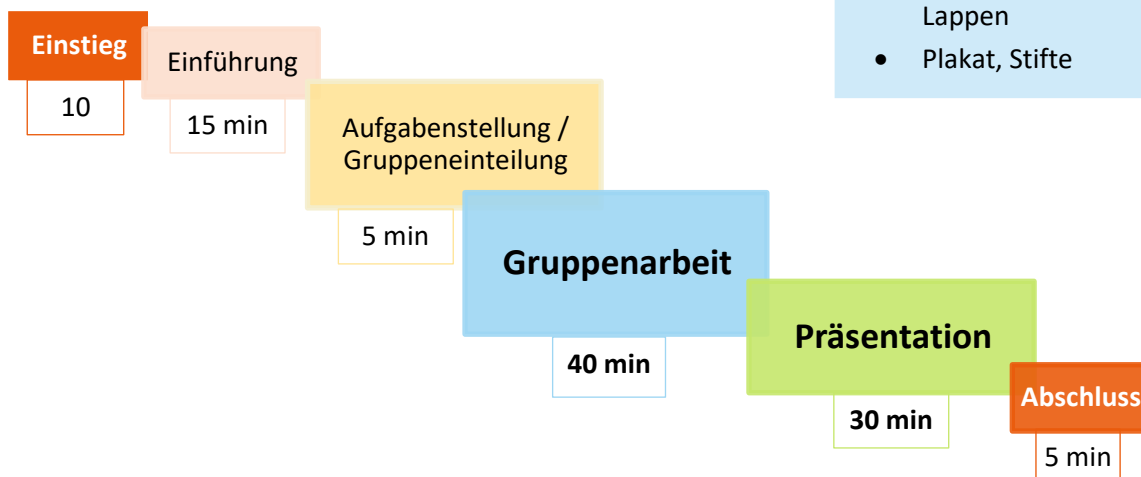 Lappen
• Plakat, Stifte
Einstieg
10
Einführung
15 min
Aufgabenstellung /
Gruppeneinteilung
5 min
Gruppenarbeit
40 min
Präsentation
30 min
Abschluss
5 min